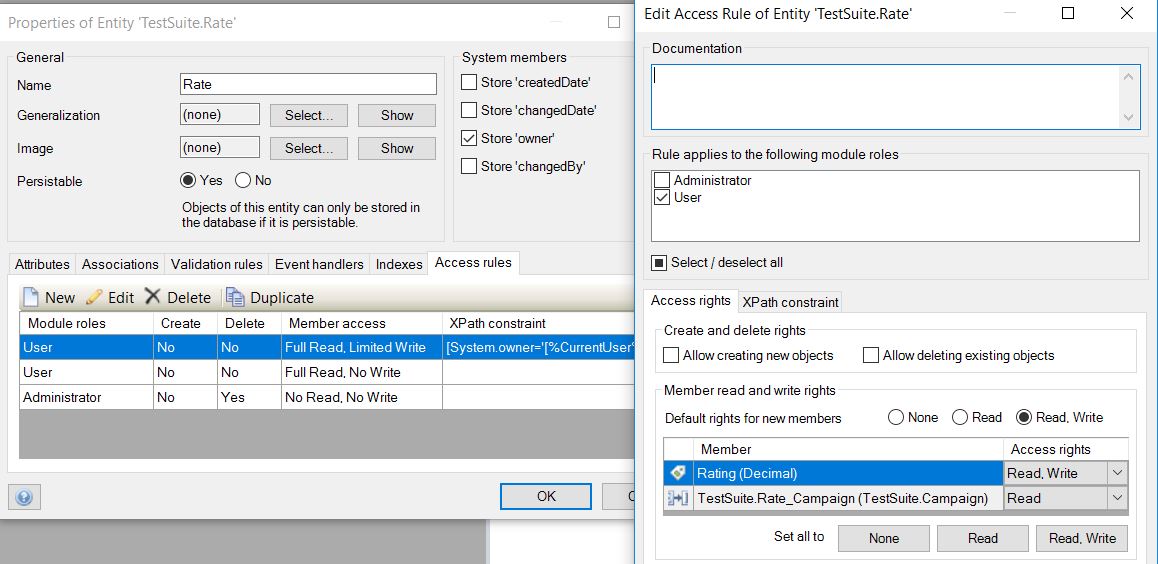 Properties of Entity 'TestSuite.Rate'
General
Name
Rate
Generalization
(none)
Select...
Show
Image
(none)
Select...
Show
Persistable
Yes
No
Objects of this entity can only be stored in
the database if it is persistable.
System members
Store 'createdDate'
Store 'changedDate'
Store 'owner'
Store 'changedBy'
Attributes
Associations
Validation rules
Event handlers
Indexes
Access rules
New
Edit
Delete
Duplicate
Module roles Create Delete Member access XPath constraint
User No No Full Read, Limited Write [System.owner='[%CurrentUser%
User No No Full Read, No Write
Administrator No Yes No Read, No Write
OK
Edit Access Rule of Entity 'TestSuite.Rate'
Documentation
Rule applies to the following module roles
Administrator
User
Select / deselect all
Access rights
XPath constraint
Create and delete rights
Allow creating new objects
Allow deleting existing objects
Member read and write rights
Default rights for new members
None
Read
Read, Write
Member Access rights
Rating (Decimal) Read, Write
TestSuite.Rate_Campaign (TestSuite.Campaign) Read
Set all to
None
Read
Read, Write